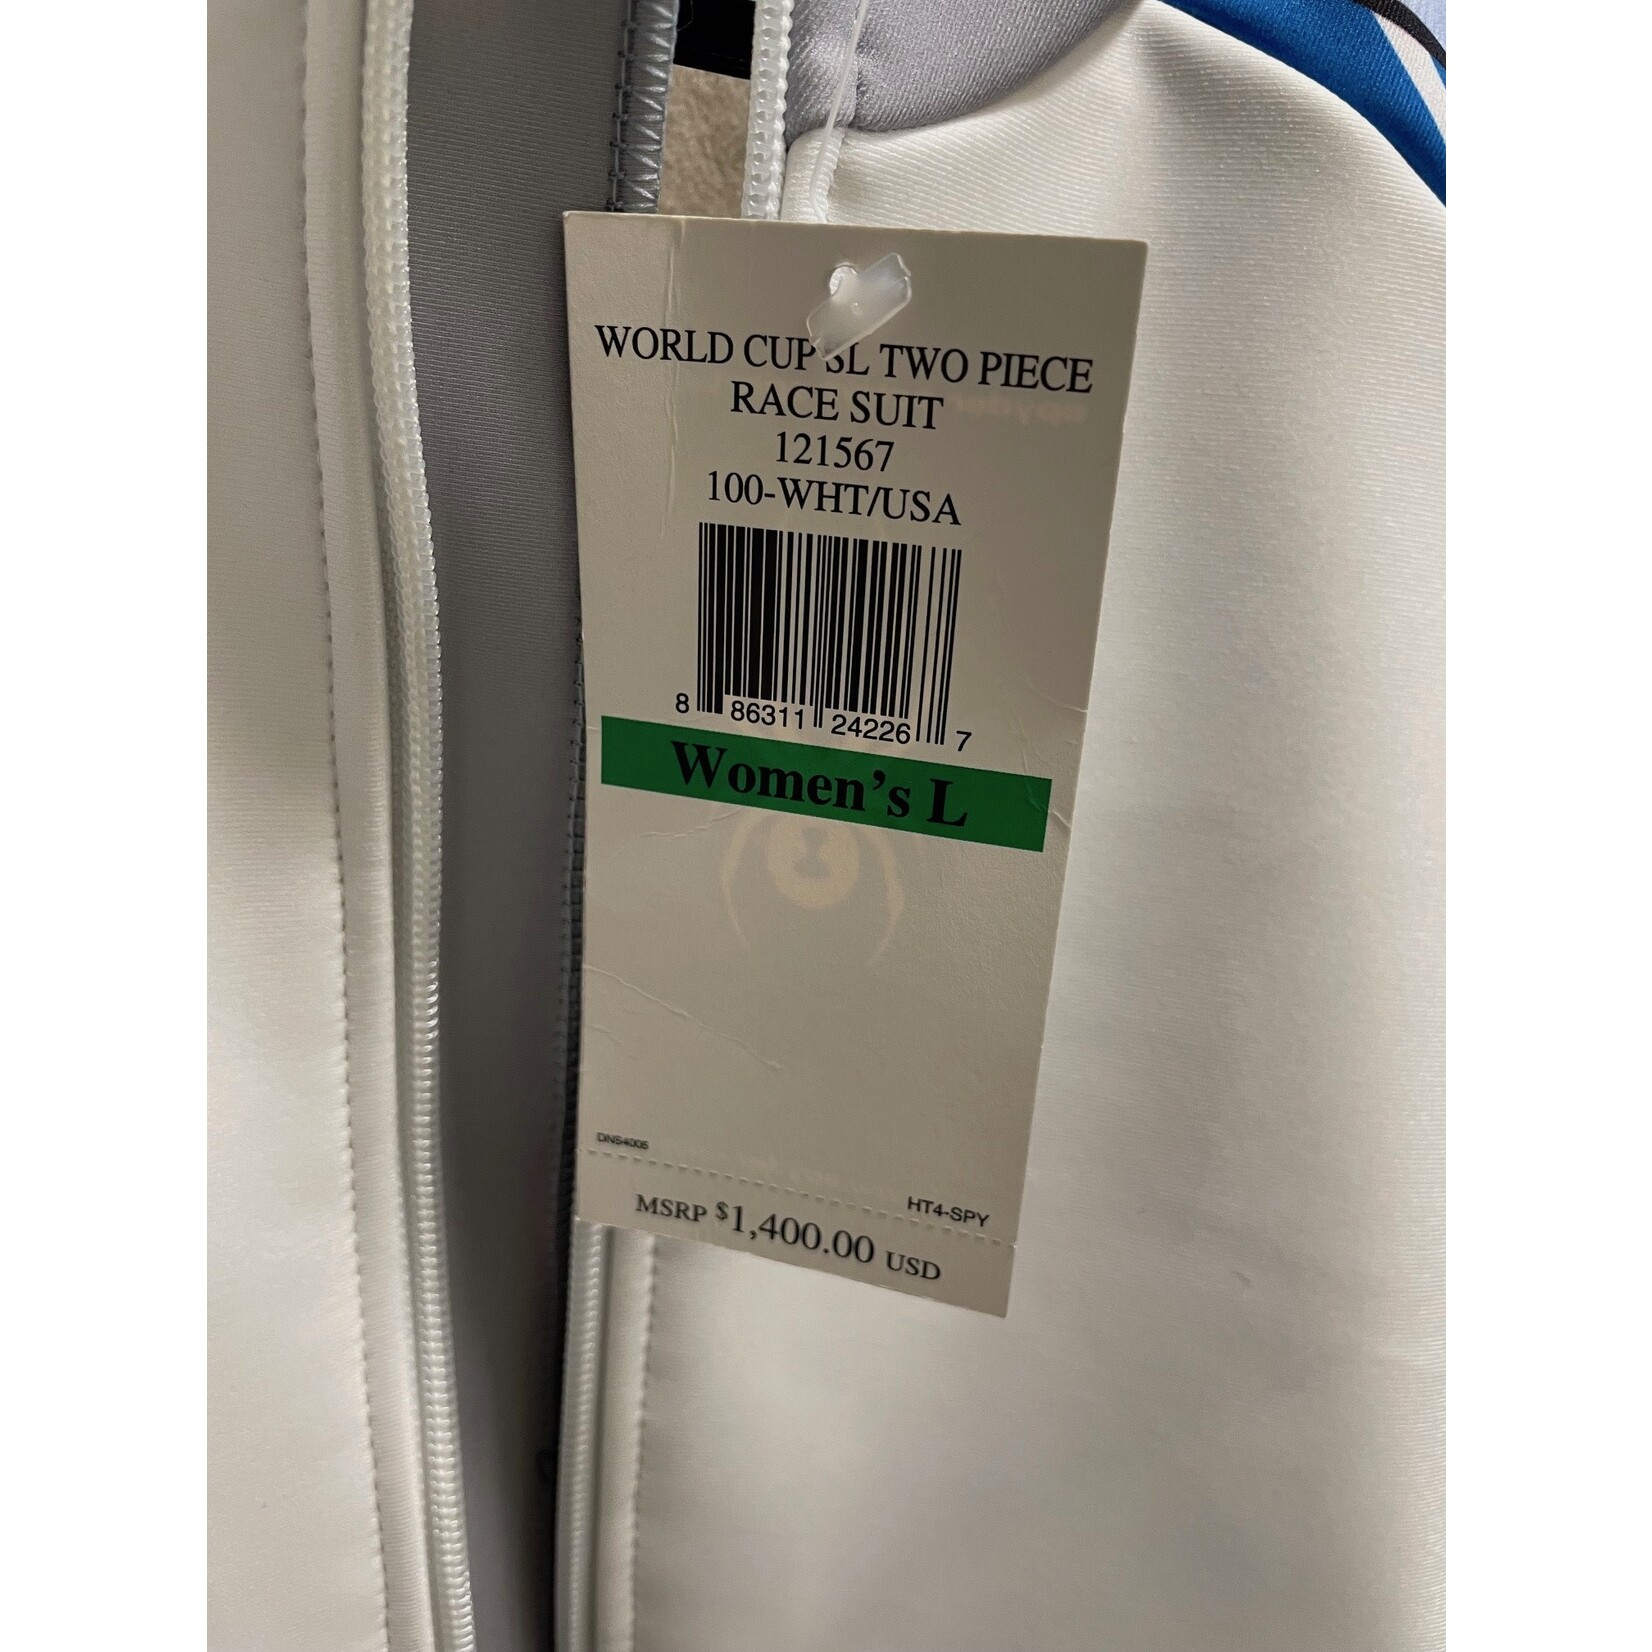 WORLD CUP SL TWO PIECE
RACE SUIT
121567
100-WHT/USA
8 86311 24226 7
Women's L
DNS4005
HT4-SPY
MSRP $1,400.00 USD